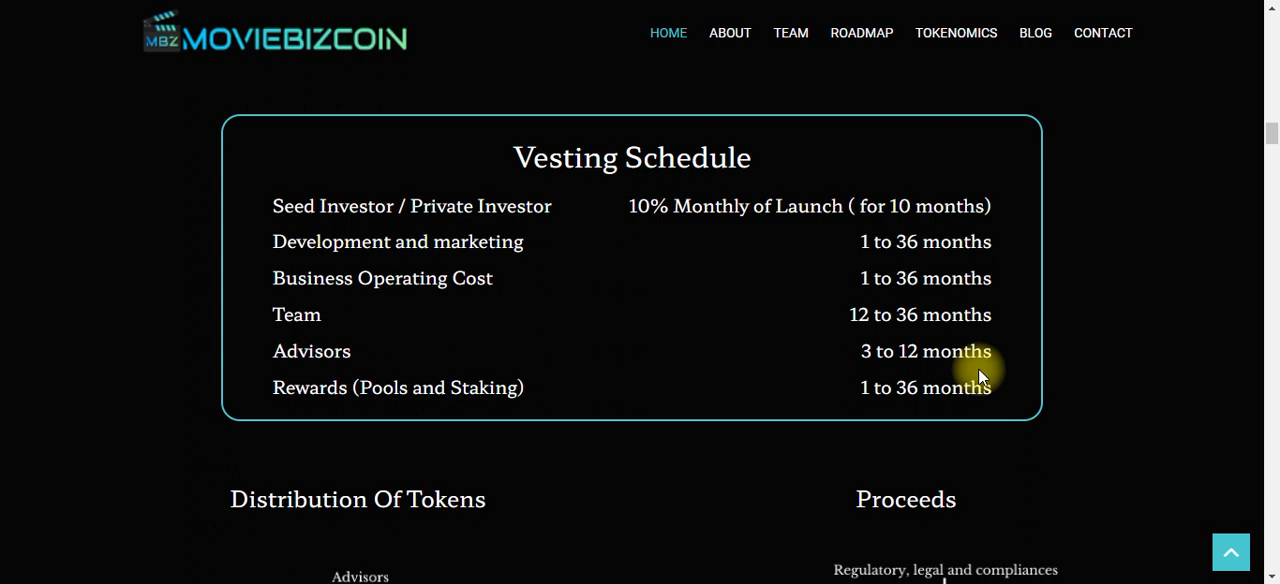 MBZ MOVIEBIZCOIN
HOME ABOUT TEAM ROADMAP TOKENOMICS BLOG CONTACT
Vesting Schedule
Seed Investor / Private Investor 10% Monthly of Launch ( for 10 months)
Development and marketing 1 to 36 months
Business Operating Cost 1 to 36 months
Team 12 to 36 months
Advisors 3 to 12 months
Rewards (Pools and Staking) 1 to 36 months
Distribution Of Tokens Proceeds
Advisors Regulatory, legal and compliances